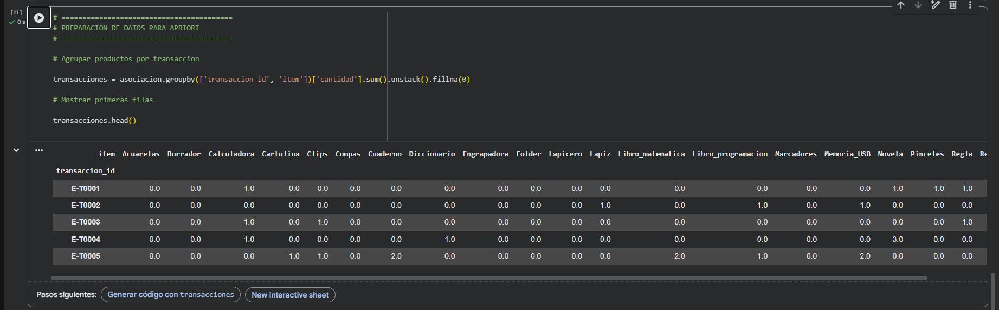 [11]
0 s
# =========================================
# PREPARACION DE DATOS PARA APRIORI
# =========================================
# Agrupar productos por transaccion
transacciones = asociacion.groupby(['transaccion_id', 'item'])['cantidad'].sum().unstack().fillna(0)
# Mostrar primeras filas
transacciones.head()
item Acuarelas Borrador Calculadora Cartulina Clips Compas Cuaderno Diccionario Engrapadora Folder Lapicero Lapiz Libro_matematica Libro_programacion Marcadores Memoria_USB Novela Pinceles Regla Re
transaccion_id
E-T0001 0.0 0.0 1.0 0.0 0.0 0.0 0.0 0.0 0.0 0.0 0.0 0.0 0.0 0.0 0.0 0.0 1.0 1.0 1.0
E-T0002 0.0 0.0 0.0 0.0 0.0 0.0 0.0 0.0 0.0 0.0 0.0 1.0 0.0 1.0 0.0 1.0 0.0 0.0 0.0
E-T0003 0.0 0.0 1.0 0.0 1.0 0.0 0.0 0.0 0.0 0.0 0.0 0.0 0.0 0.0 0.0 0.0 0.0 0.0 1.0
E-T0004 0.0 0.0 1.0 0.0 0.0 0.0 0.0 1.0 0.0 0.0 0.0 0.0 0.0 0.0 0.0 0.0 3.0 0.0 0.0
E-T0005 0.0 0.0 0.0 1.0 1.0 0.0 2.0 0.0 0.0 0.0 0.0 0.0 2.0 1.0 0.0 2.0 0.0 0.0 0.0
Pasos siguientes: Generar código con transacciones New interactive sheet